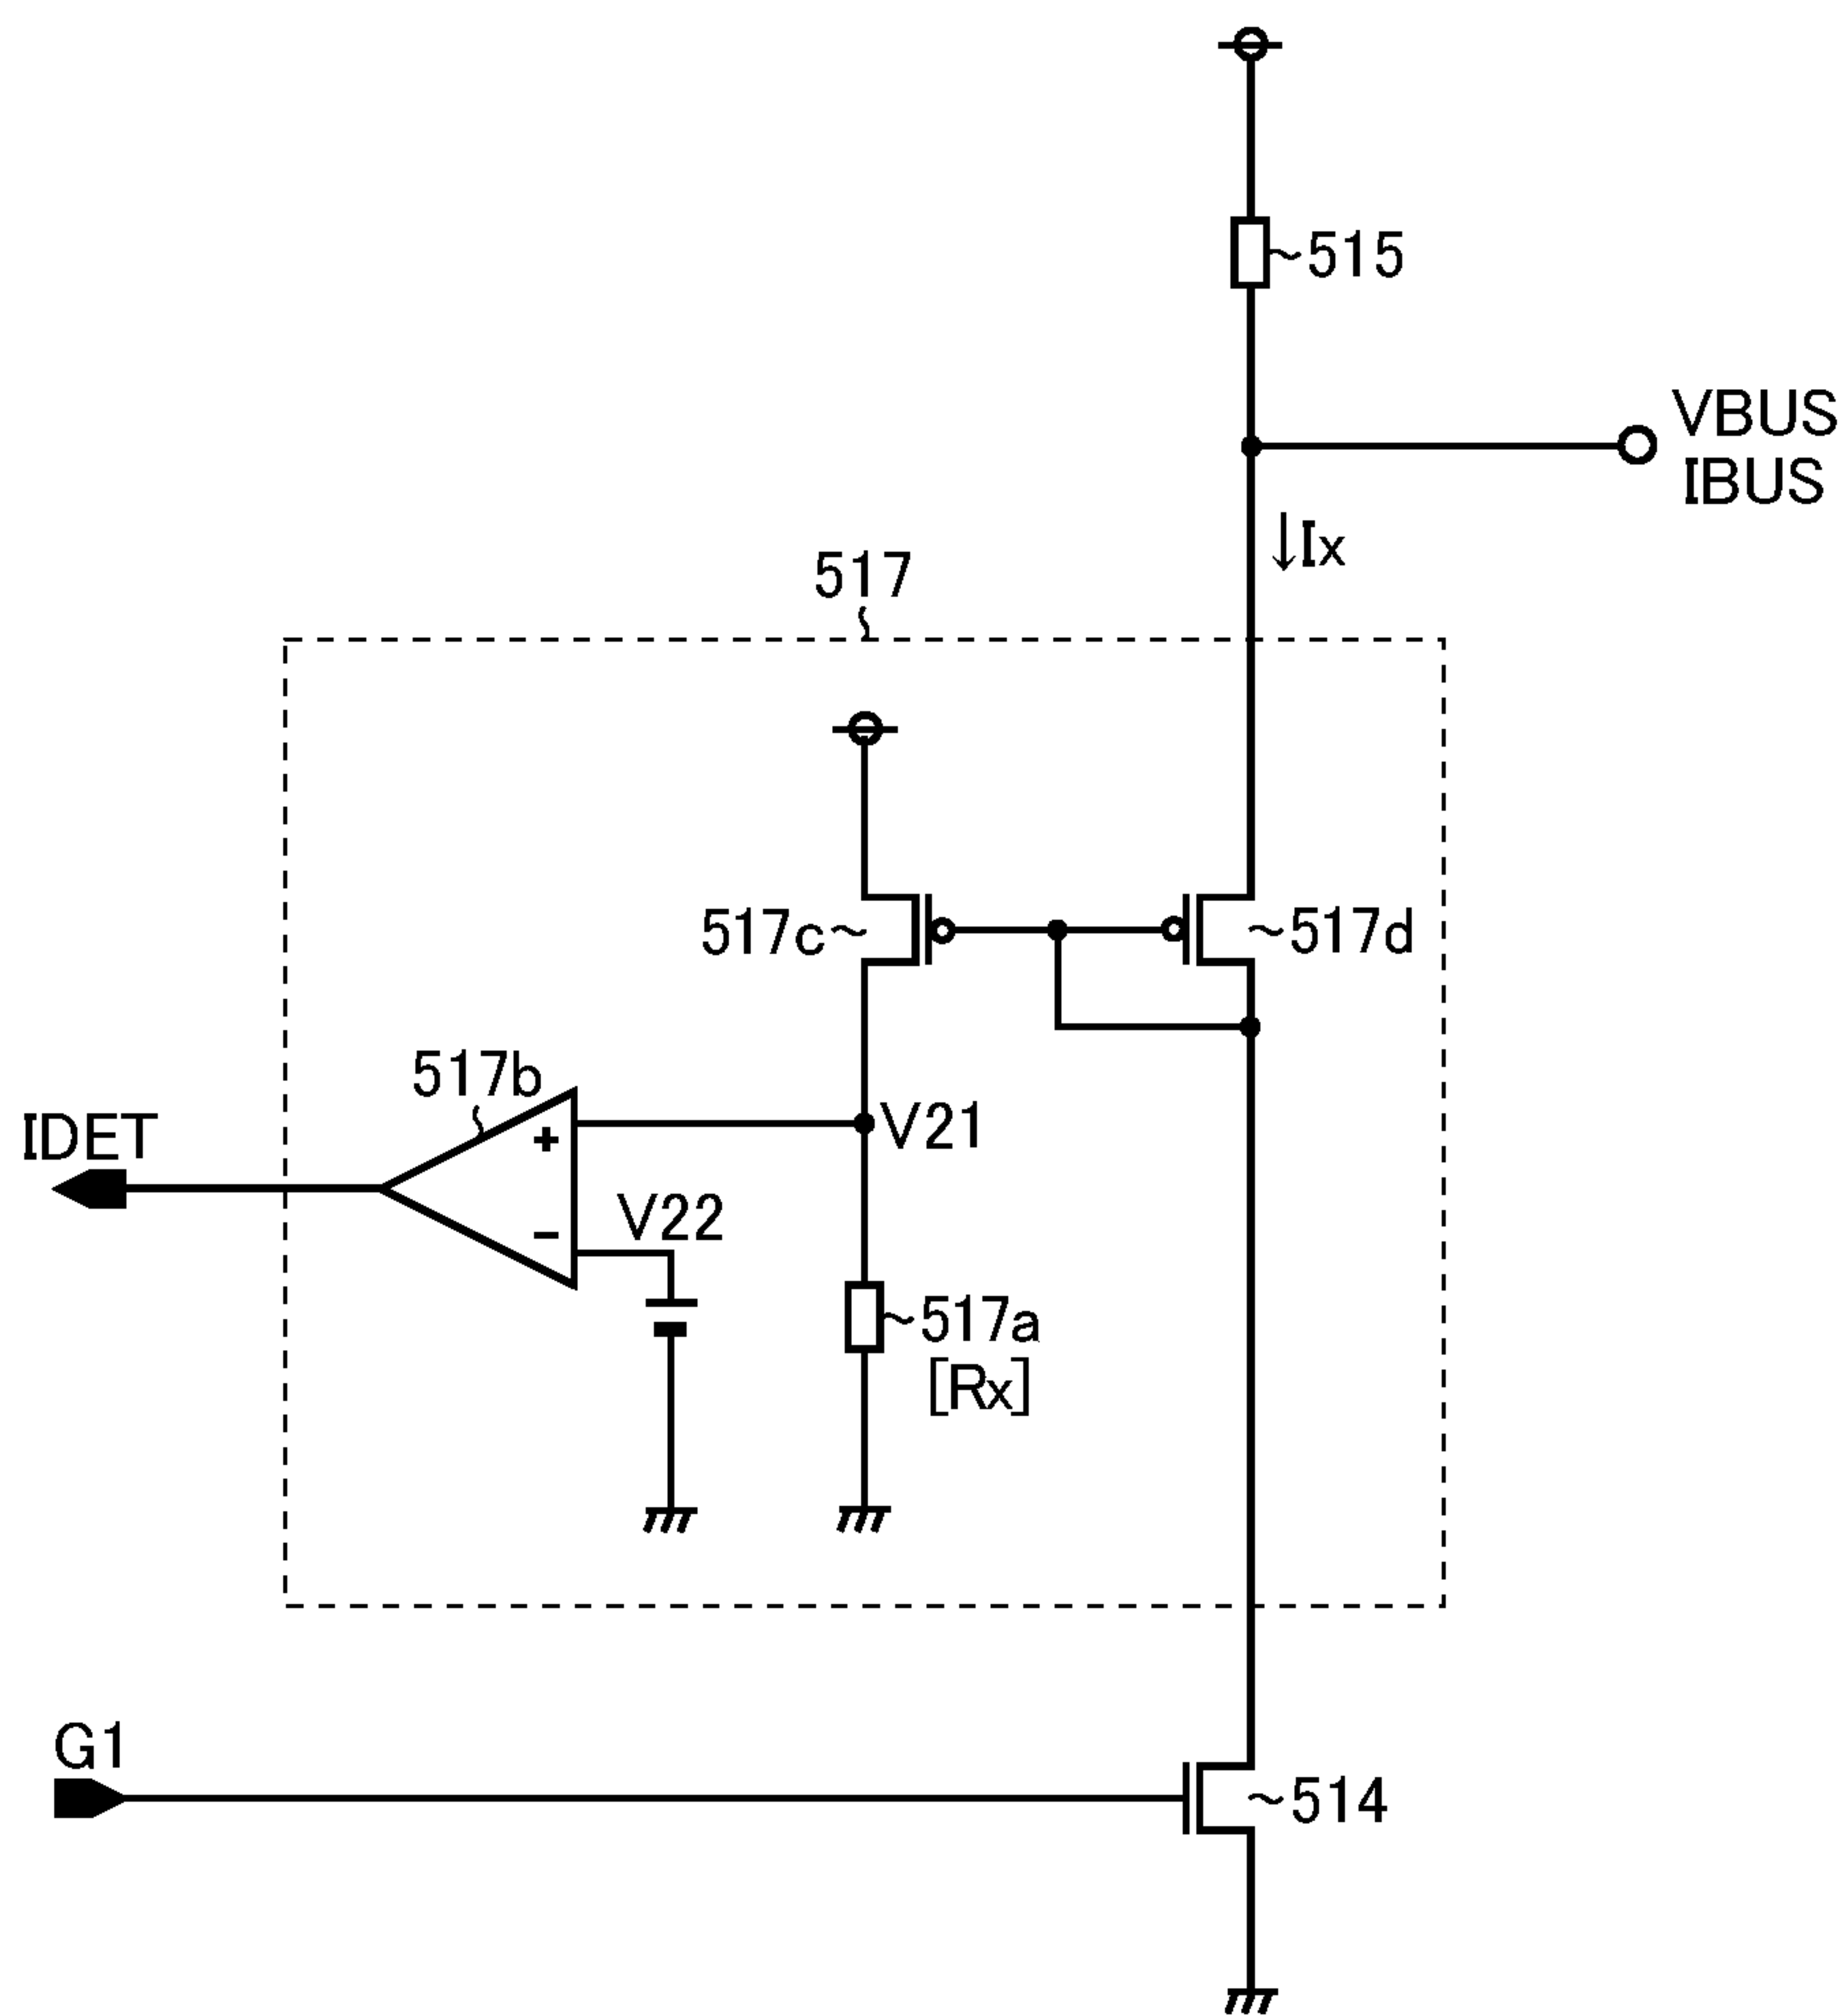 515
VBUS
IBUS
↓Ix
517
517c
517d
517b
IDET
+
V21
V22
-
517a
[Rx]
G1
514